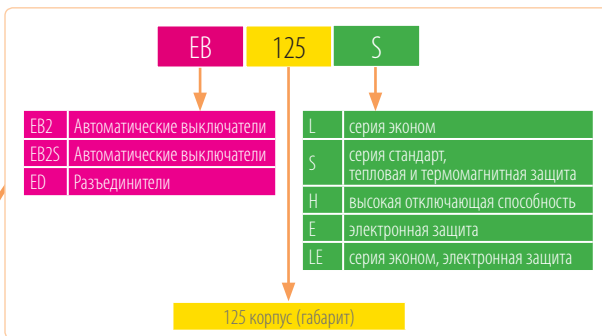 EB 125 S
EB2 Автоматические выключатели
EB2S Автоматические выключатели
ED Разъединители
L серия эконом
S серия стандарт,
тепловая и термомагнитная защита
H высокая отключающая способность
E электронная защита
LE серия эконом, электронная защита
125 корпус (габарит)